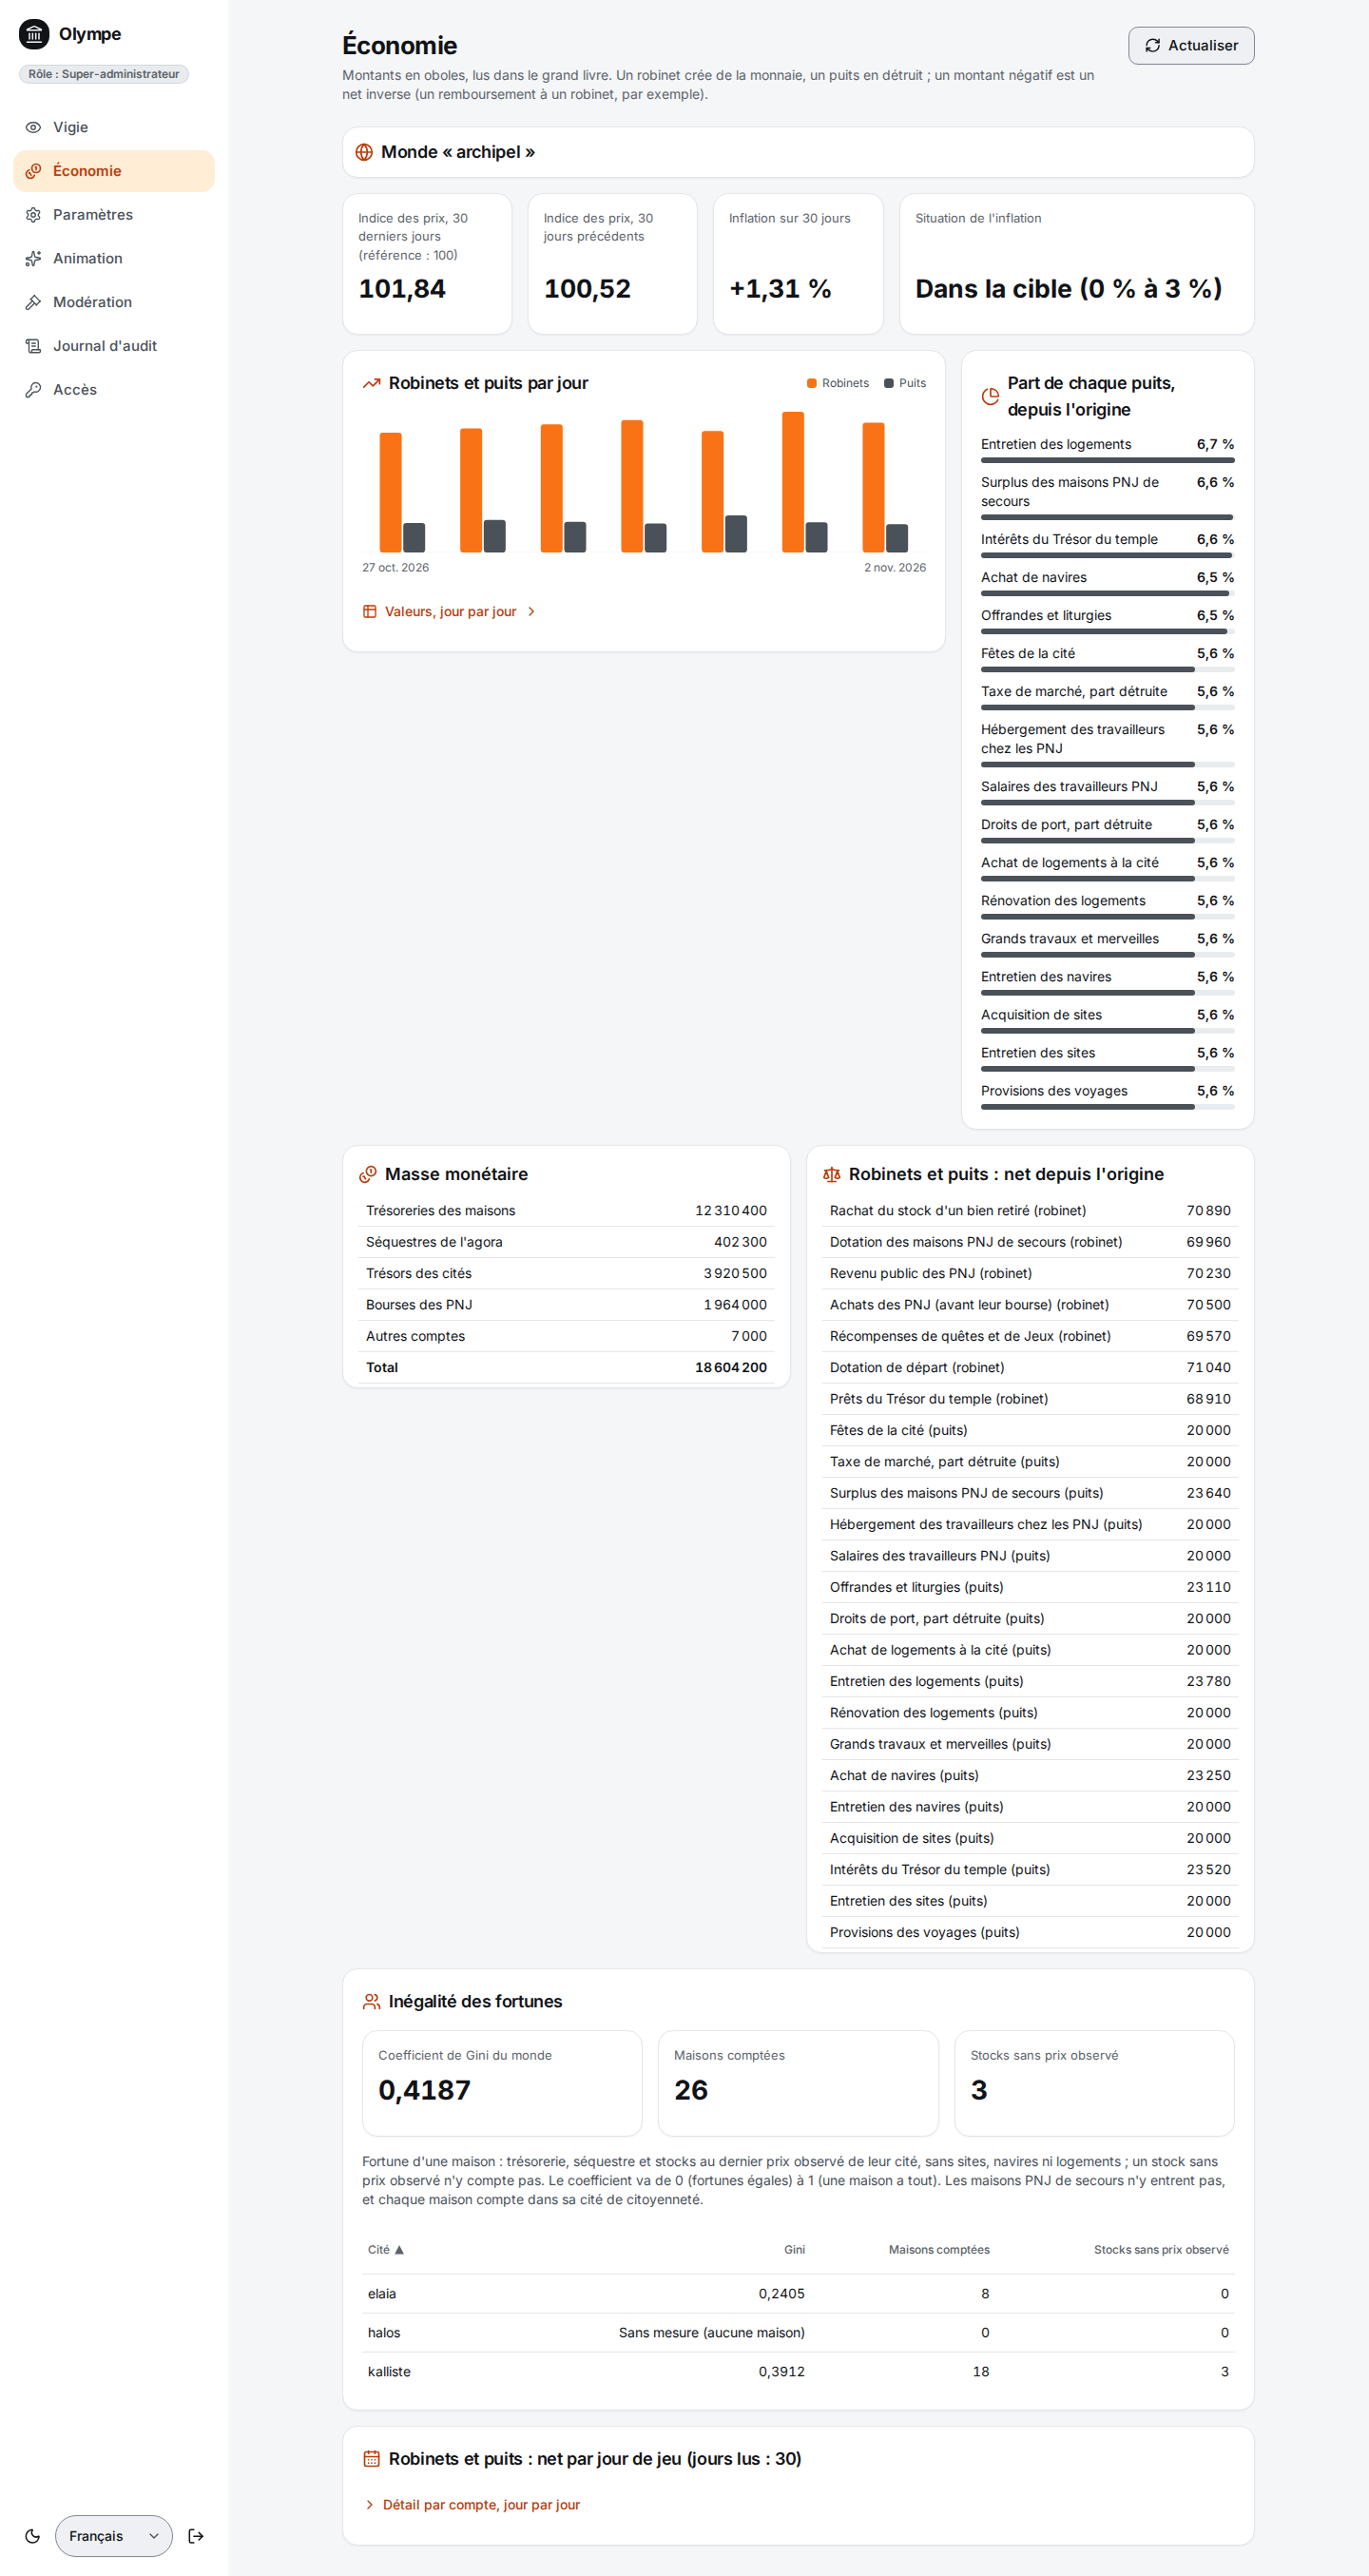 Olympe
Rôle : Super-administrateur
Vigie
Économie
Paramètres
Animation
Modération
Journal d'audit
Accès
Français
Économie
Actualiser
Montants en oboles, lus dans le grand livre. Un robinet crée de la monnaie, un puits en détruit ; un montant négatif est un
net inverse (un remboursement à un robinet, par exemple).
Monde « archipel »
Indice des prix, 30
derniers jours
(référence : 100)
101,84
Indice des prix, 30
jours précédents
100,52
Inflation sur 30 jours
+1,31 %
Situation de l'inflation
Dans la cible (0 % à 3 %)
Robinets et puits par jour
Robinets
Puits
27 oct. 2026
2 nov. 2026
Valeurs, jour par jour
Part de chaque puits,
depuis l'origine
Entretien des logements 6,7 %
Surplus des maisons PNJ de 6,6 %
secours
Intérêts du Trésor du temple 6,6 %
Achat de navires 6,5 %
Offrandes et liturgies 6,5 %
Fêtes de la cité 5,6 %
Taxe de marché, part détruite 5,6 %
Hébergement des travailleurs 5,6 %
chez les PNJ
Salaires des travailleurs PNJ 5,6 %
Droits de port, part détruite 5,6 %
Achat de logements à la cité 5,6 %
Rénovation des logements 5,6 %
Grands travaux et merveilles 5,6 %
Entretien des navires 5,6 %
Acquisition de sites 5,6 %
Entretien des sites 5,6 %
Provisions des voyages 5,6 %
Masse monétaire
Trésoreries des maisons 12 310 400
Séquestres de l'agora 402 300
Trésors des cités 3 920 500
Bourses des PNJ 1 964 000
Autres comptes 7 000
Total 18 604 200
Robinets et puits : net depuis l'origine
Rachat du stock d'un bien retiré (robinet) 70 890
Dotation des maisons PNJ de secours (robinet) 69 960
Revenu public des PNJ (robinet) 70 230
Achats des PNJ (avant leur bourse) (robinet) 70 500
Récompenses de quêtes et de Jeux (robinet) 69 570
Dotation de départ (robinet) 71 040
Prêts du Trésor du temple (robinet) 68 910
Fêtes de la cité (puits) 20 000
Taxe de marché, part détruite (puits) 20 000
Surplus des maisons PNJ de secours (puits) 23 640
Hébergement des travailleurs chez les PNJ (puits) 20 000
Salaires des travailleurs PNJ (puits) 20 000
Offrandes et liturgies (puits) 23 110
Droits de port, part détruite (puits) 20 000
Achat de logements à la cité (puits) 20 000
Entretien des logements (puits) 23 780
Rénovation des logements (puits) 20 000
Grands travaux et merveilles (puits) 20 000
Achat de navires (puits) 23 250
Entretien des navires (puits) 20 000
Acquisition de sites (puits) 20 000
Intérêts du Trésor du temple (puits) 23 520
Entretien des sites (puits) 20 000
Provisions des voyages (puits) 20 000
Inégalité des fortunes
Coefficient de Gini du monde
0,4187
Maisons comptées
26
Stocks sans prix observé
3
Fortune d'une maison : trésorerie, séquestre et stocks au dernier prix observé de leur cité, sans sites, navires ni logements ; un stock sans
prix observé n'y compte pas. Le coefficient va de 0 (fortunes égales) à 1 (une maison a tout). Les maisons PNJ de secours n'y entrent pas,
et chaque maison compte dans sa cité de citoyenneté.
Cité ▲ Gini Maisons comptées Stocks sans prix observé
elaia 0,2405 8 0
halos Sans mesure (aucune maison) 0 0
kalliste 0,3912 18 3
Robinets et puits : net par jour de jeu (jours lus : 30)
Détail par compte, jour par jour